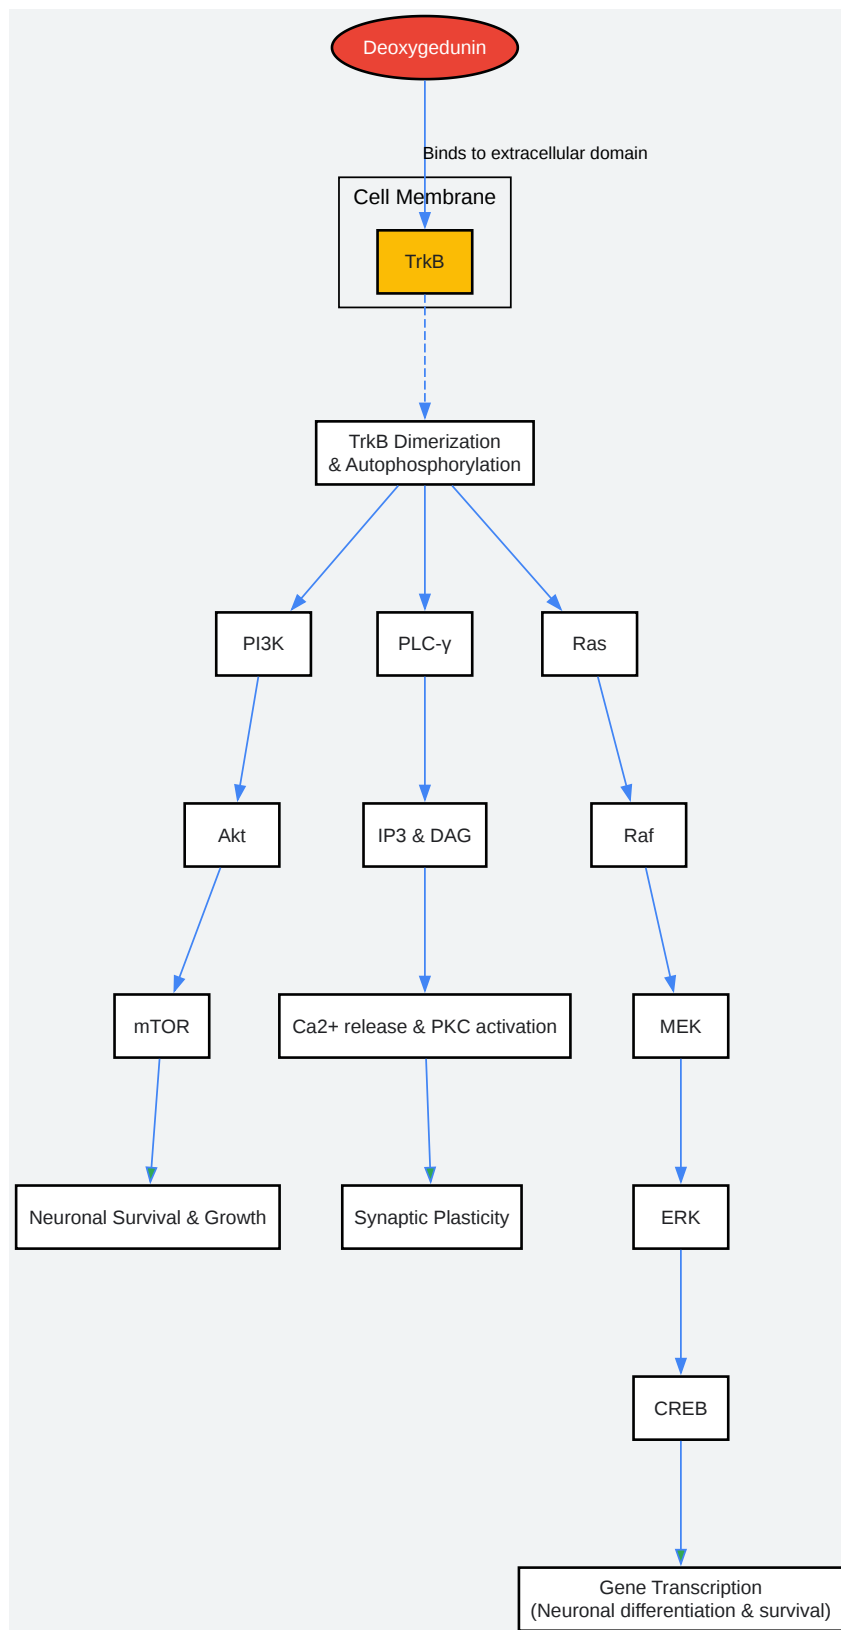 Deoxygedunin
Binds to extracellular domain
Cell Membrane
TrkB
TrkB Dimerization
& Autophosphorylation
PI3K
PLC-γ
Ras
Akt
IP3 & DAG
Raf
mTOR
Ca2+ release & PKC activation
MEK
Neuronal Survival & Growth
Synaptic Plasticity
ERK
CREB
Gene Transcription
(Neuronal differentiation & survival)